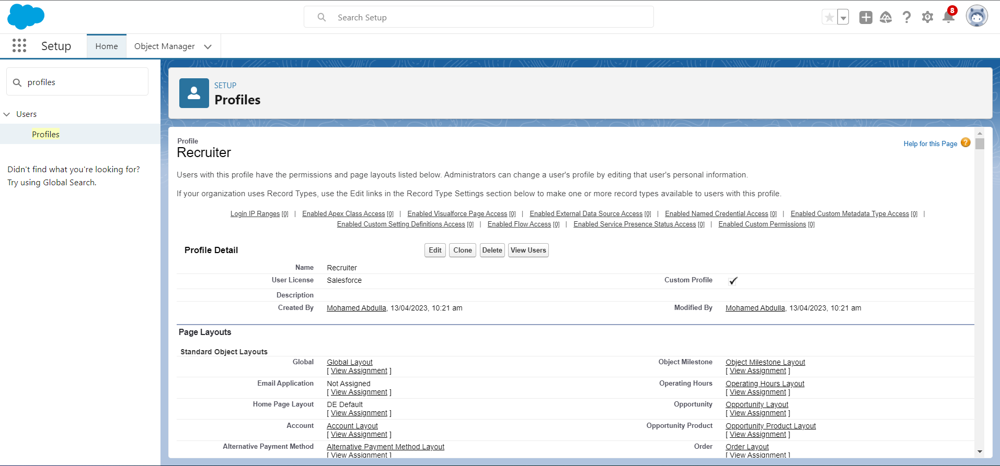 Search Setup
8
Setup
Home
Object Manager
profiles
Users
Profiles
Didn't find what you're looking for?
Try using Global Search.
SETUP
Profiles
Profile
Recruiter
Help for this Page ?
Users with this profile have the permissions and page layouts listed below. Administrators can change a user's profile by editing that user's personal information.
If your organization uses Record Types, use the Edit links in the Record Type Settings section below to make one or more record types available to users with this profile.
Login IP Ranges [0] | Enabled Apex Class Access [0] | Enabled Visualforce Page Access [0] | Enabled External Data Source Access [0] | Enabled Named Credential Access [0] | Enabled Custom Metadata Type Access [0] |
Enabled Custom Setting Definitions Access [0] | Enabled Flow Access [0] | Enabled Service Presence Status Access [0] | Enabled Custom Permissions [0]
Profile Detail Edit Clone Delete View Users
Name Recruiter
User License Salesforce Custom Profile ✓
Description
Created By Mohamed Abdulla, 13/04/2023, 10:21 am Modified By Mohamed Abdulla, 13/04/2023, 10:21 am
Page Layouts
Standard Object Layouts
Global Global Layout Object Milestone Object Milestone Layout
[ View Assignment ] [ View Assignment ]
Email Application Not Assigned Operating Hours Operating Hours Layout
[ View Assignment ] [ View Assignment ]
Home Page Layout DE Default Opportunity Opportunity Layout
[ View Assignment ] [ View Assignment ]
Account Account Layout Opportunity Product Opportunity Product Layout
[ View Assignment ] [ View Assignment ]
Alternative Payment Method Alternative Payment Method Layout Order Order Layout
[ View Assignment ] [ View Assignment ]